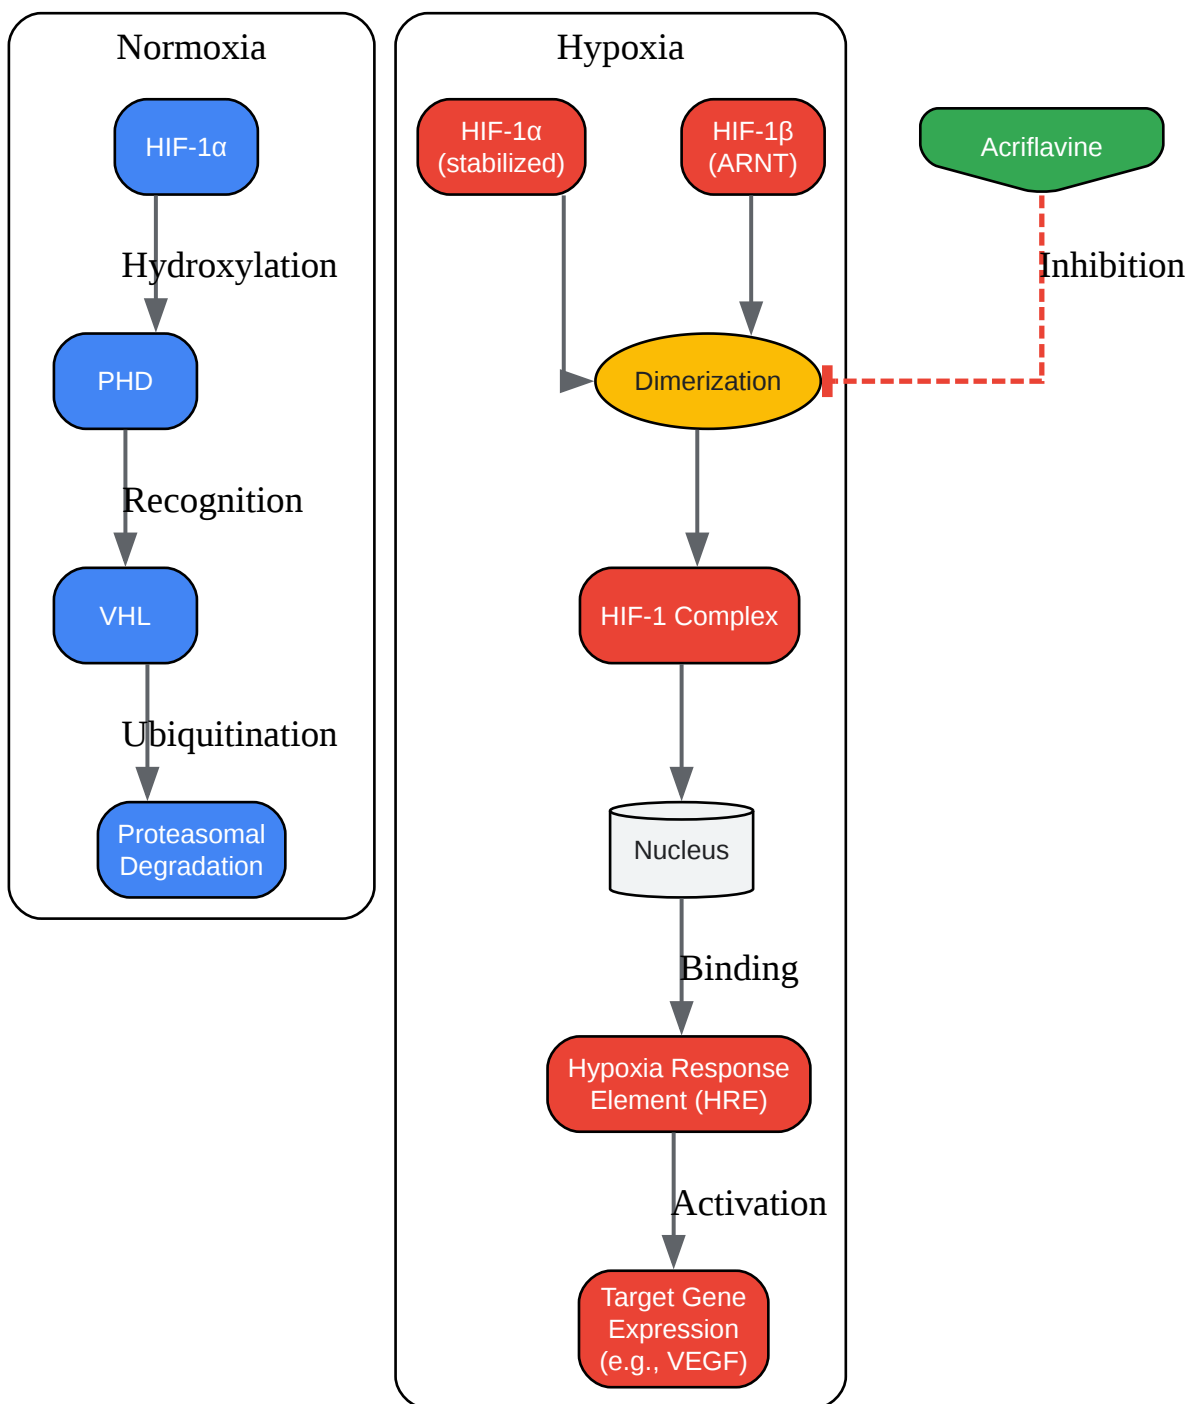 Normoxia
HIF-1α
Hydroxylation
PHD
Recognition
VHL
Ubiquitination
Proteasomal
Degradation
Hypoxia
HIF-1α
(stabilized)
HIF-1β
(ARNT)
Dimerization
HIF-1 Complex
Nucleus
Binding
Hypoxia Response
Element (HRE)
Activation
Target Gene
Expression
(e.g., VEGF)
Acriflavine
Inhibition